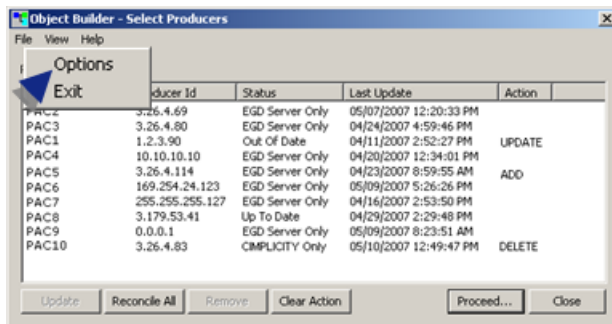 Object Builder - Select Producers
File View Help
Options
Exit
ducer Id Status Last Update Action
PAC2 3.26.4.69 EGD Server Only 05/07/2007 12:20:33 PM
PAC3 3.26.4.80 EGD Server Only 04/24/2007 4:59:46 PM
PAC1 1.2.3.90 Out Of Date 04/11/2007 2:52:27 PM UPDATE
PAC4 10.10.10.10 EGD Server Only 04/20/2007 12:34:01 PM
PAC5 3.26.4.114 EGD Server Only 04/23/2007 8:59:55 AM ADD
PAC6 169.254.24.123 EGD Server Only 05/09/2007 5:26:26 PM
PAC7 255.255.255.127 EGD Server Only 04/16/2007 2:53:50 PM
PAC8 3.179.53.41 Up To Date 04/29/2007 2:29:48 PM
PAC9 0.0.0.1 EGD Server Only 05/09/2007 8:23:51 AM
PAC10 3.26.4.83 CIMPLICITY Only 05/10/2007 12:49:47 PM DELETE
Update Reconcile All Remove Clear Action Proceed... Close